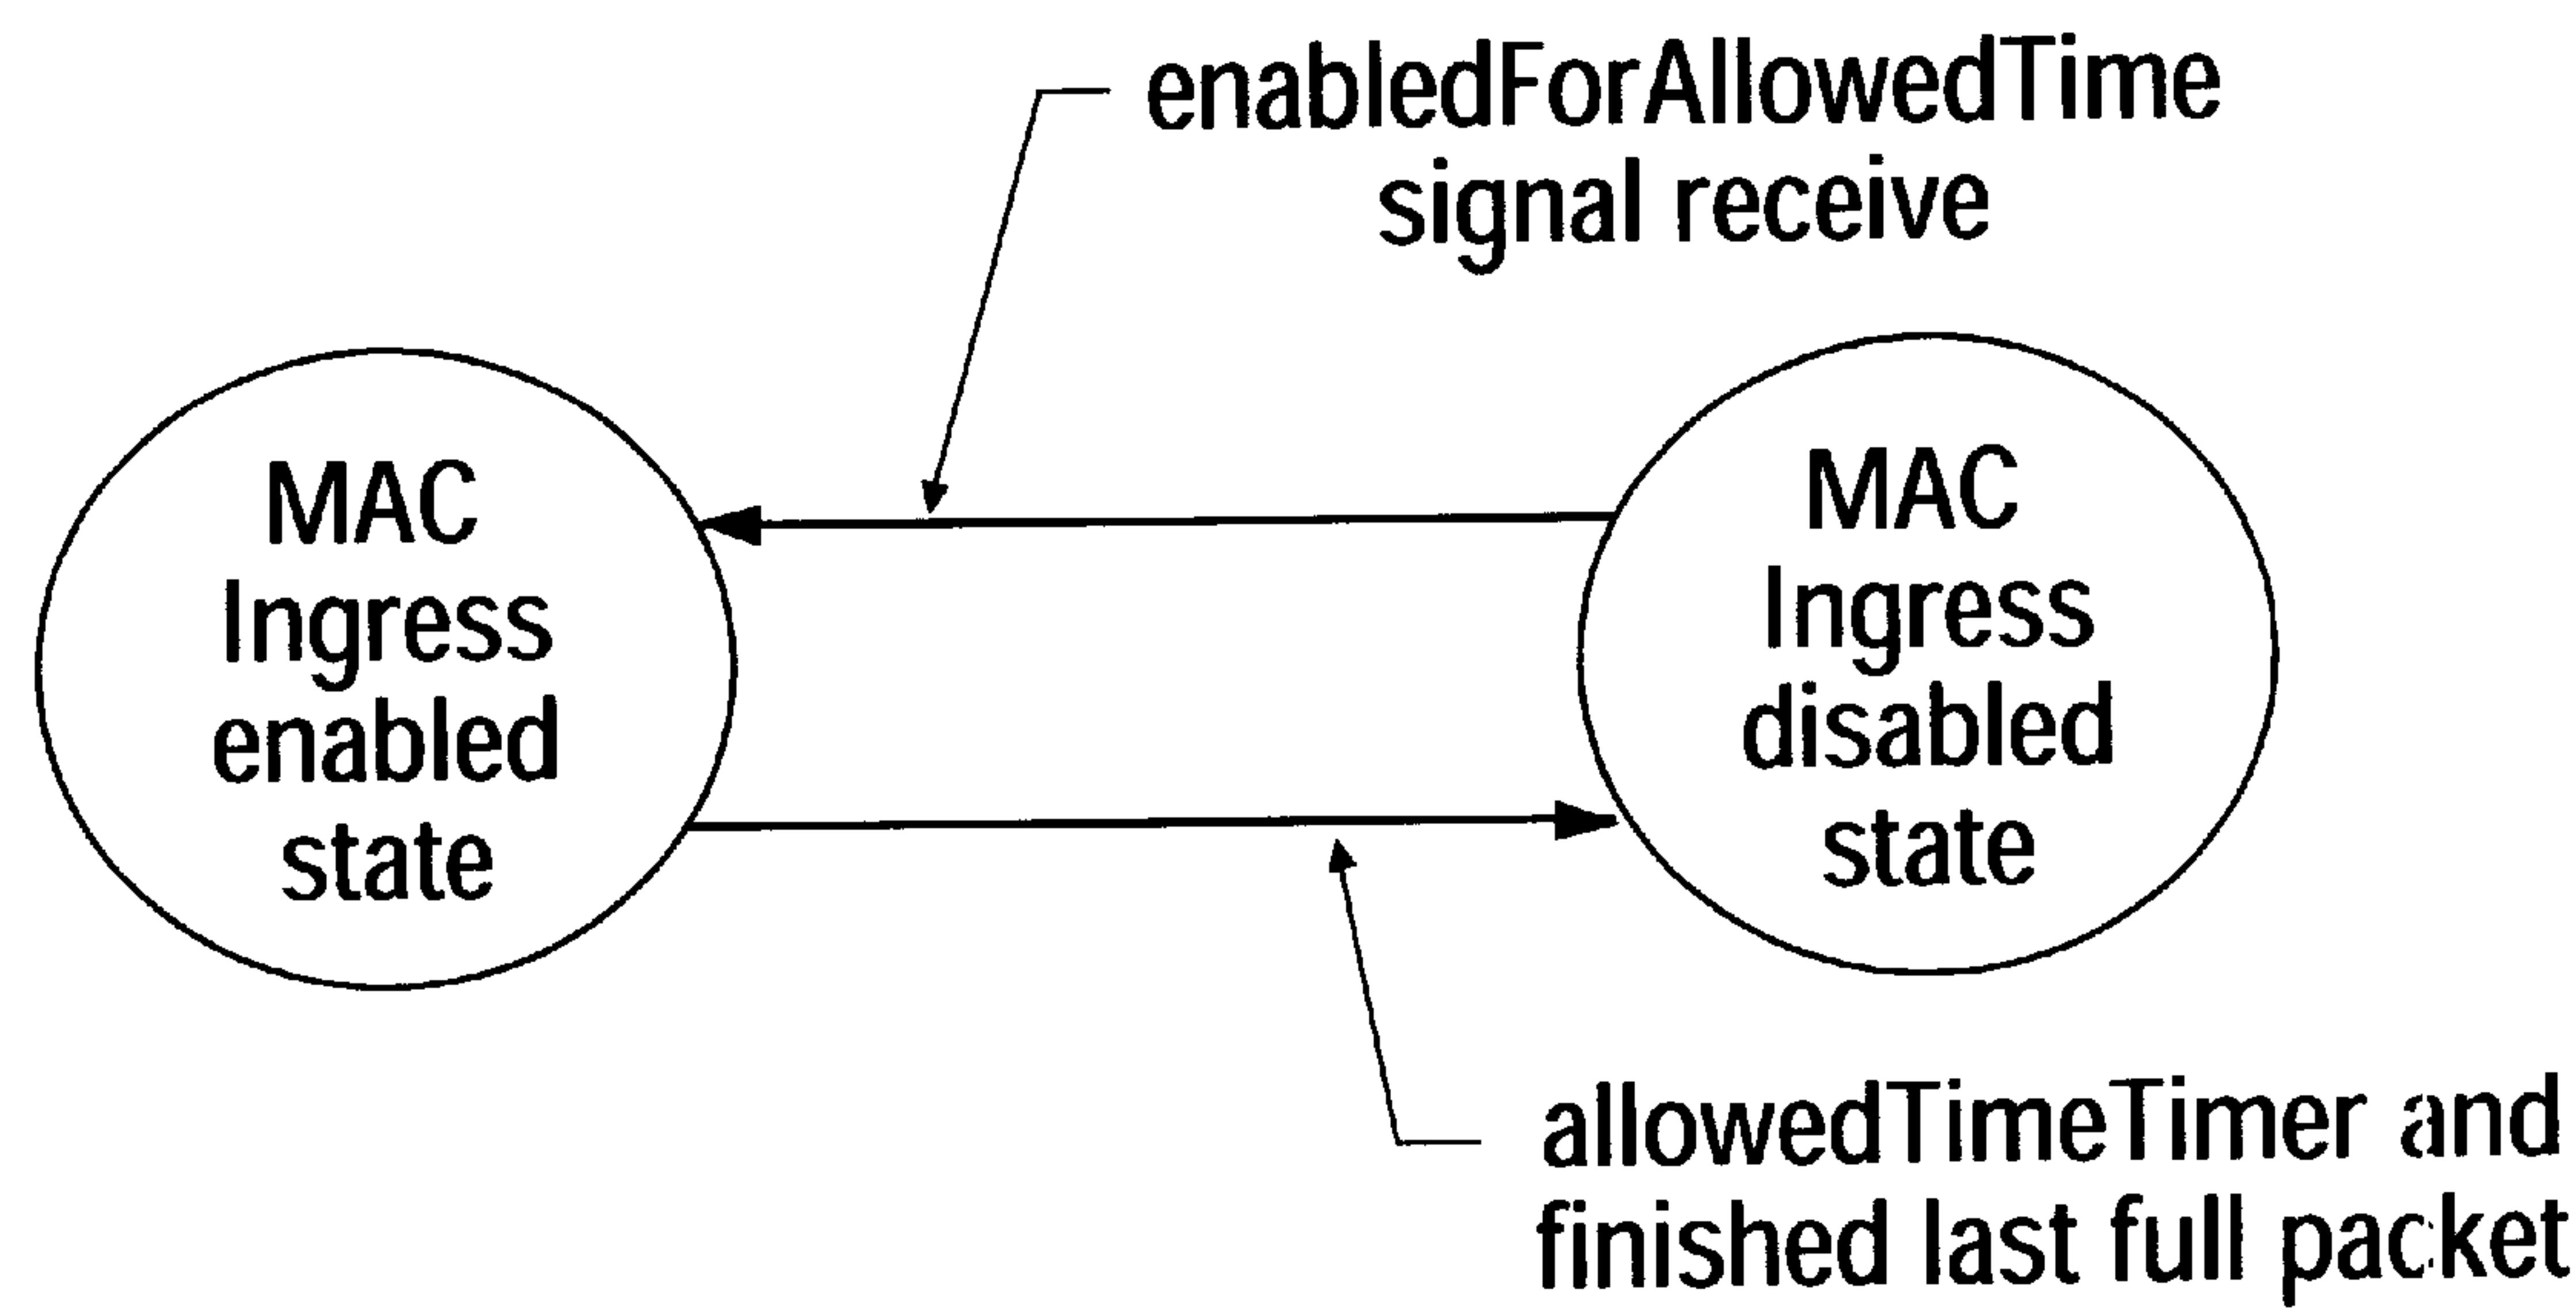 enabledForAllowedTime
signal receive
MAC
Ingress
enabled
state
MAC
Ingress
disabled
state
allowedTimeTimer and
finished last full packet